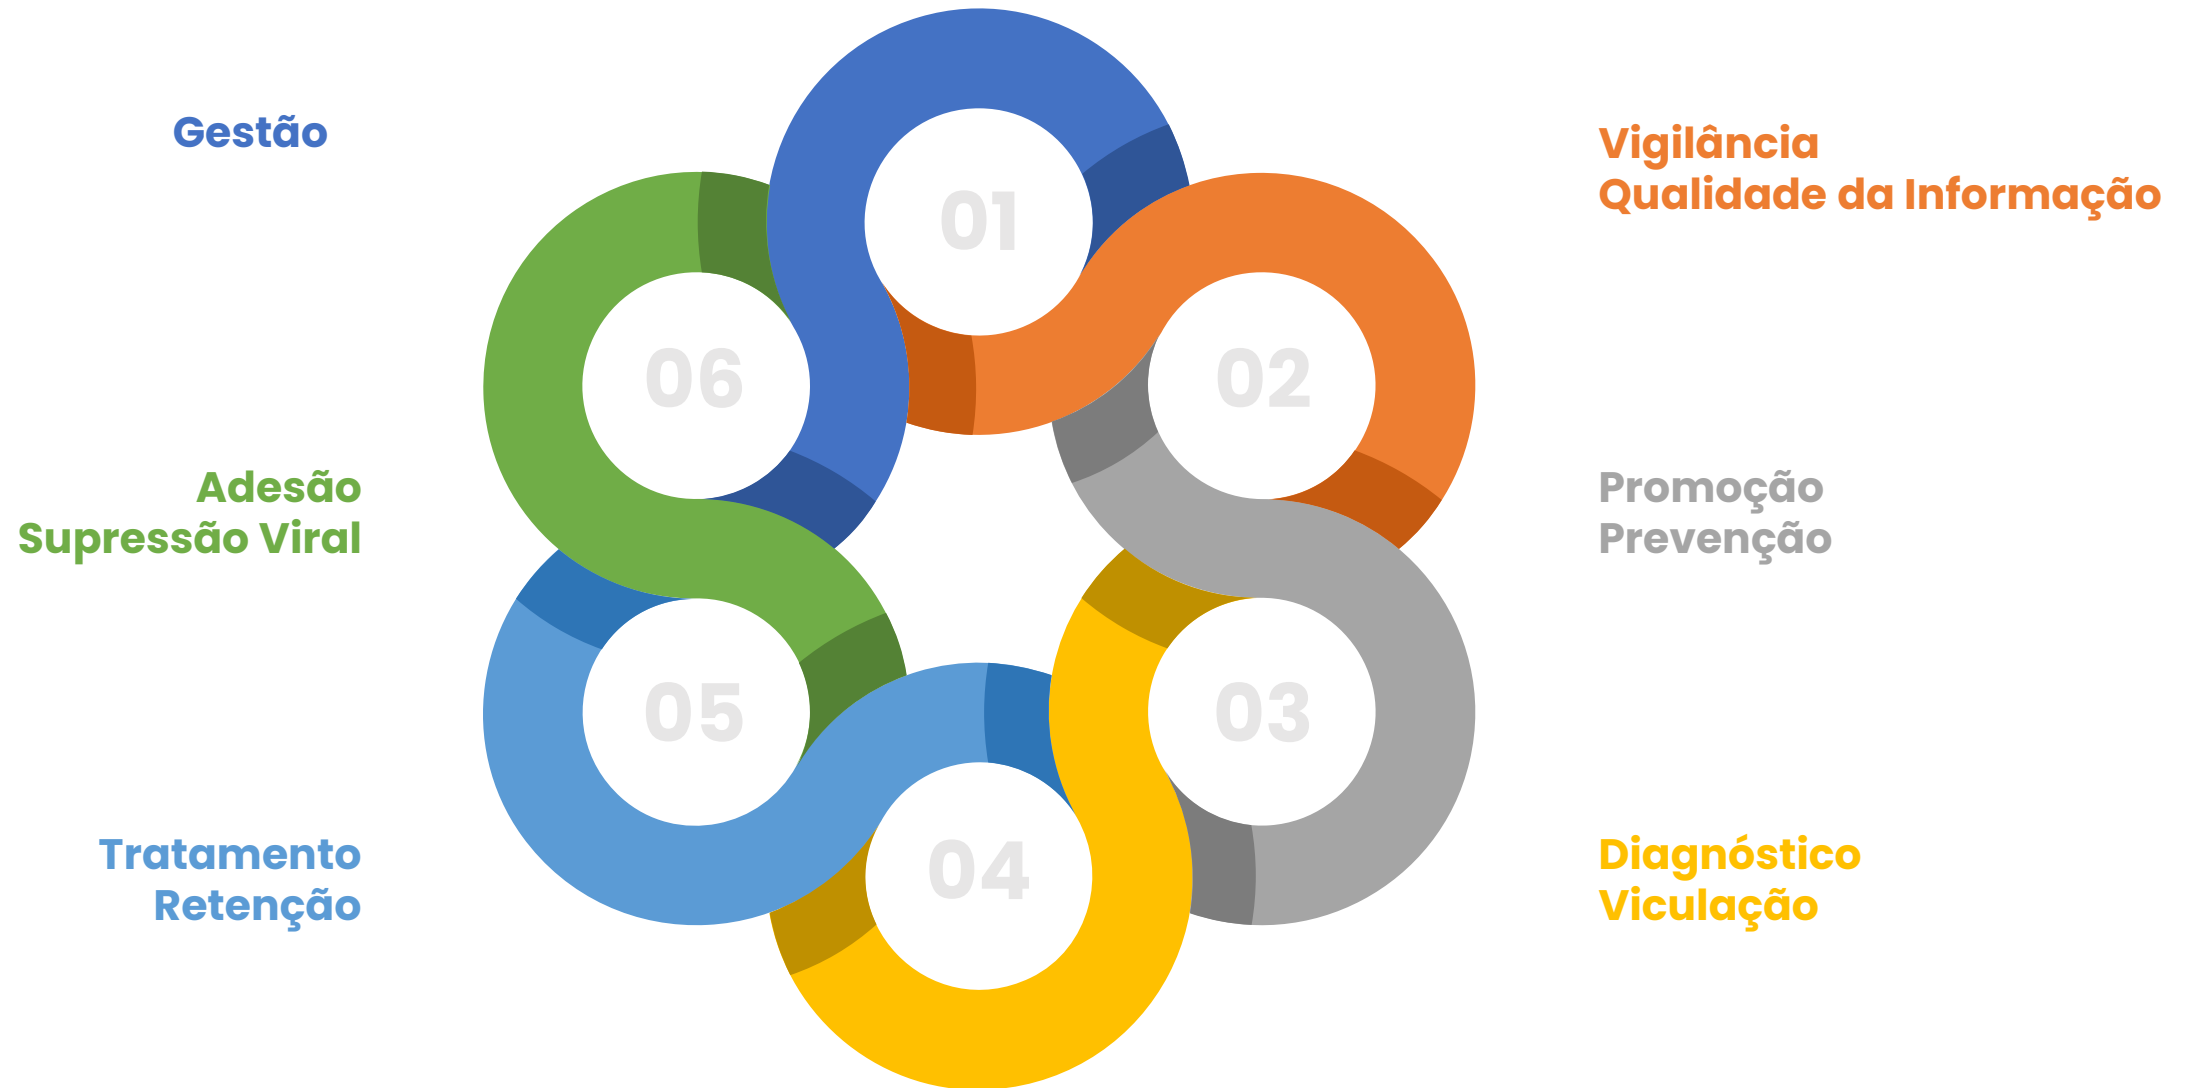 Gestão
01
Vigilância
Qualidade da Informação
06
02
Adesão
Supressão Viral
Promoção
Prevenção
05
03
Tratamento
Retenção
04
Diagnóstico
Viculação